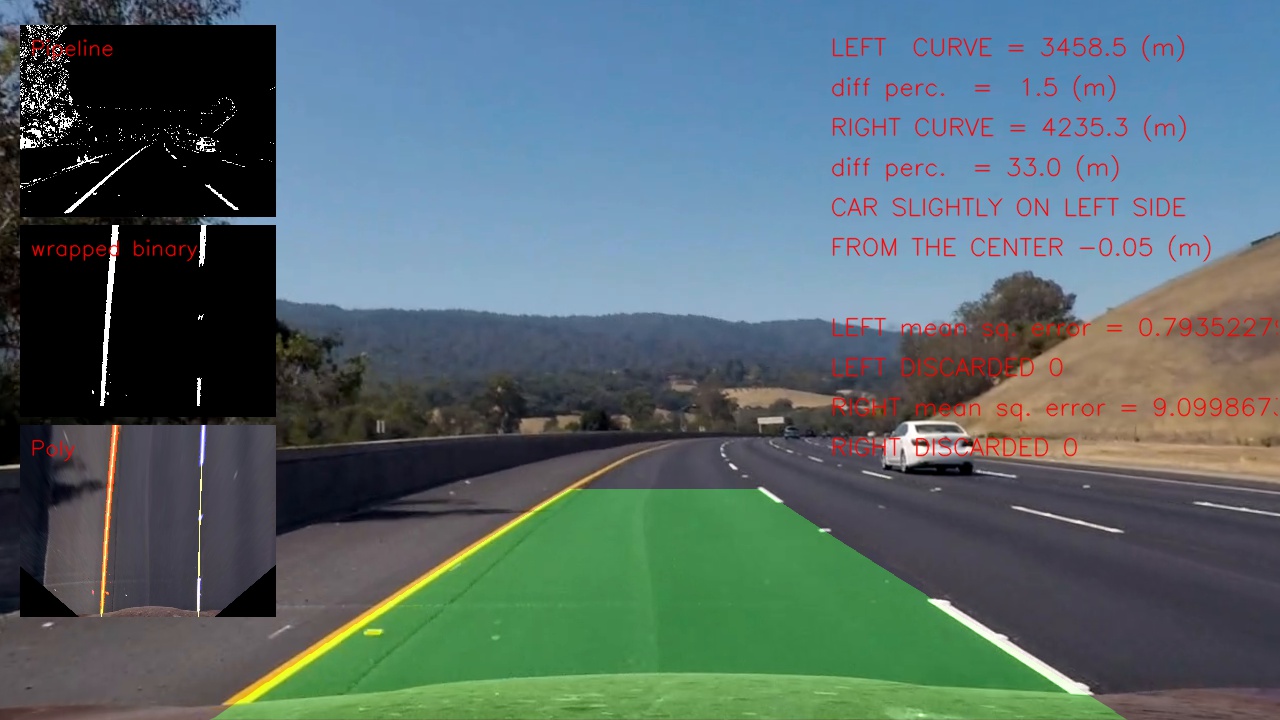 Pipeline
wrapped binary
Poly
LEFT CURVE = 3458.5 (m)
diff perc. = 1.5 (m)
RIGHT CURVE = 4235.3 (m)
diff perc. = 33.0 (m)
CAR SLIGHTLY ON LEFT SIDE
FROM THE CENTER -0.05 (m)
LEFT mean sq. error = 0.7935227
LEFT DISCARDED 0
RIGHT mean sq. error = 9.099867
RIGHT DISCARDED 0